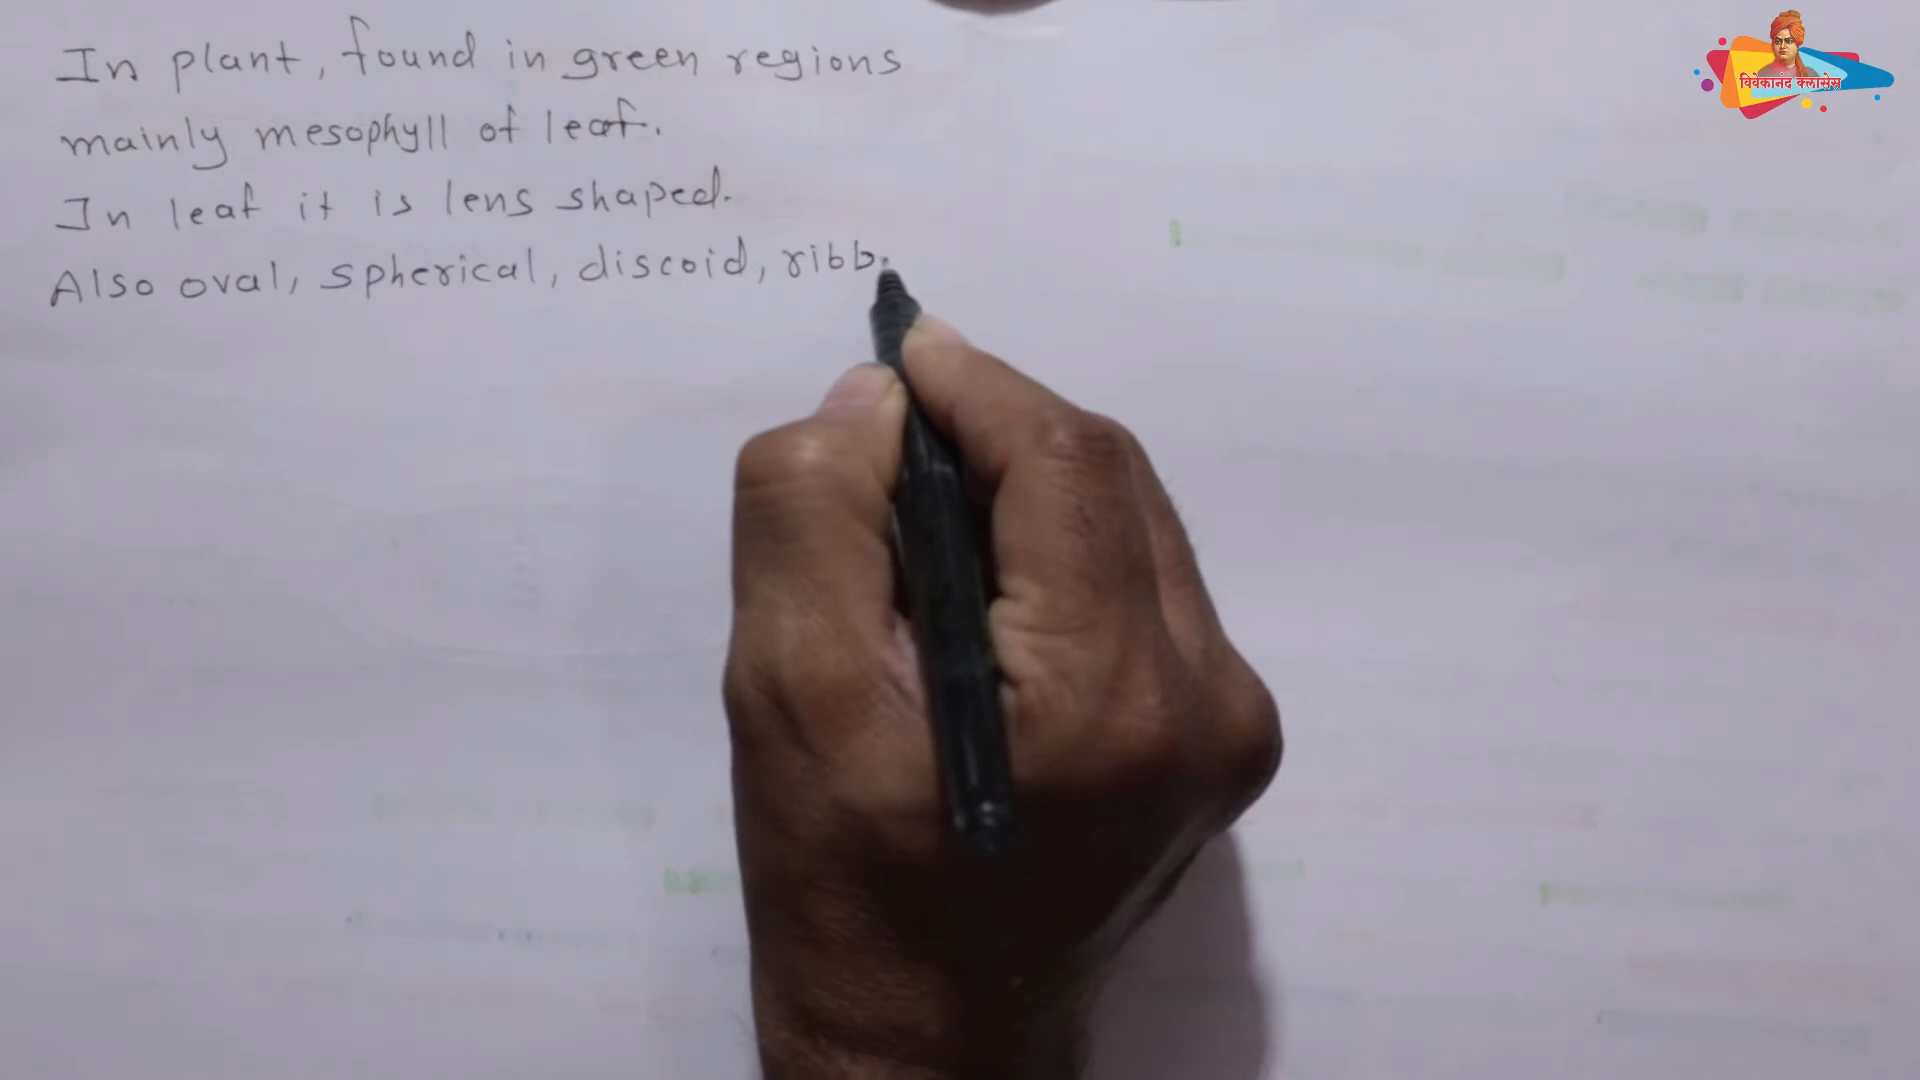 In plant, found in green regions
mainly mesophyll of leaf.
In leaf it is lens shaped.
Also oval, spherical, discoid, ribb
विवेकानंद क्लासेस